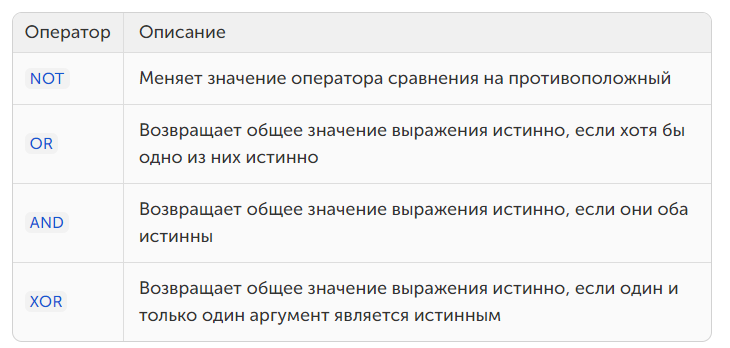 Оператор Описание
NOT Меняет значение оператора сравнения на противоположный
OR Возвращает общее значение выражения истинно, если хотя бы
одно из них истинно
AND Возвращает общее значение выражения истинно, если они оба
истинны
XOR Возвращает общее значение выражения истинно, если один и
только один аргумент является истинным